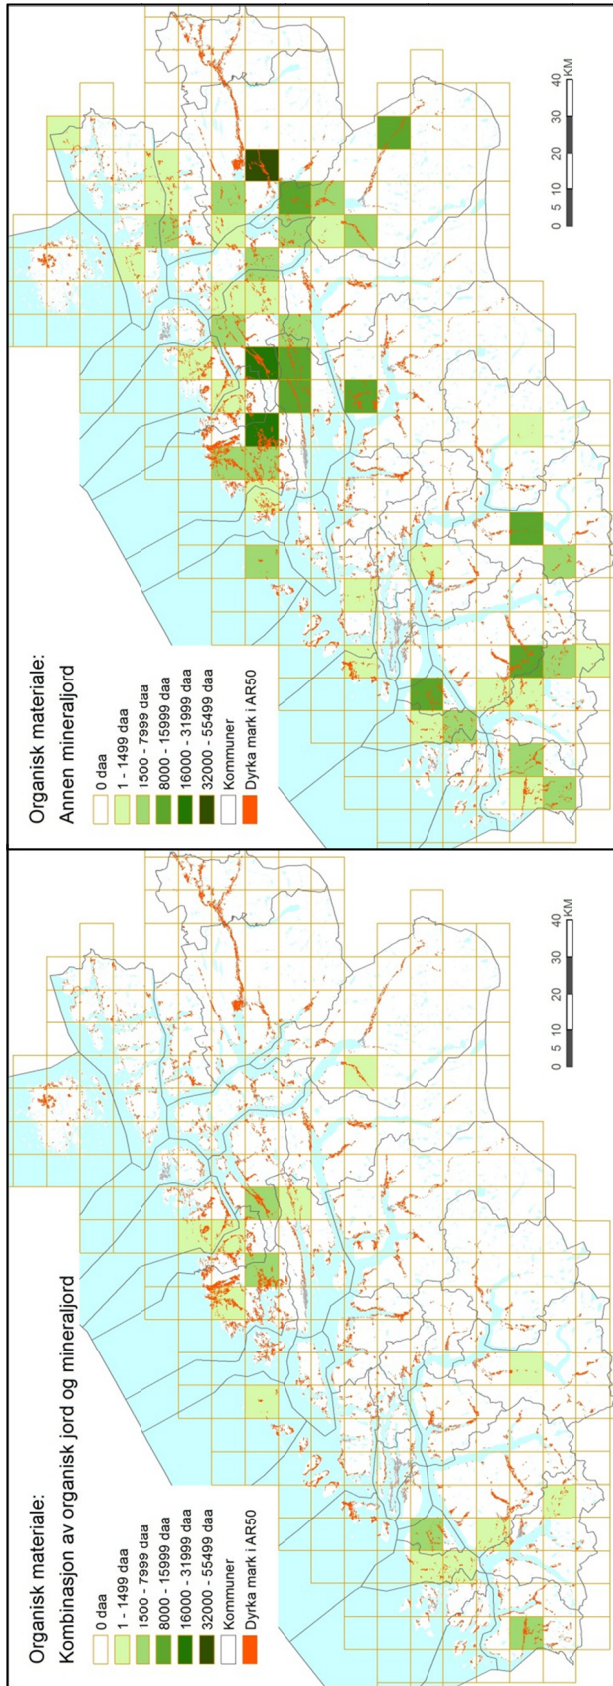 Organisk materiale:
Kombinasjon av organisk jord og mineraljord
0 daa
1 - 1499 daa
1500 - 7999 daa
8000 - 15999 daa
16000 - 31999 daa
32000 - 55499 daa
Kommuner
Dyrka mark i AR50
0 5 10 20 30 40
KM
Organisk materiale:
Annen mineraljord
0 daa
1 - 1499 daa
1500 - 7999 daa
8000 - 15999 daa
16000 - 31999 daa
32000 - 55499 daa
Kommuner
Dyrka mark i AR50
0 5 10 20 30 40
KM